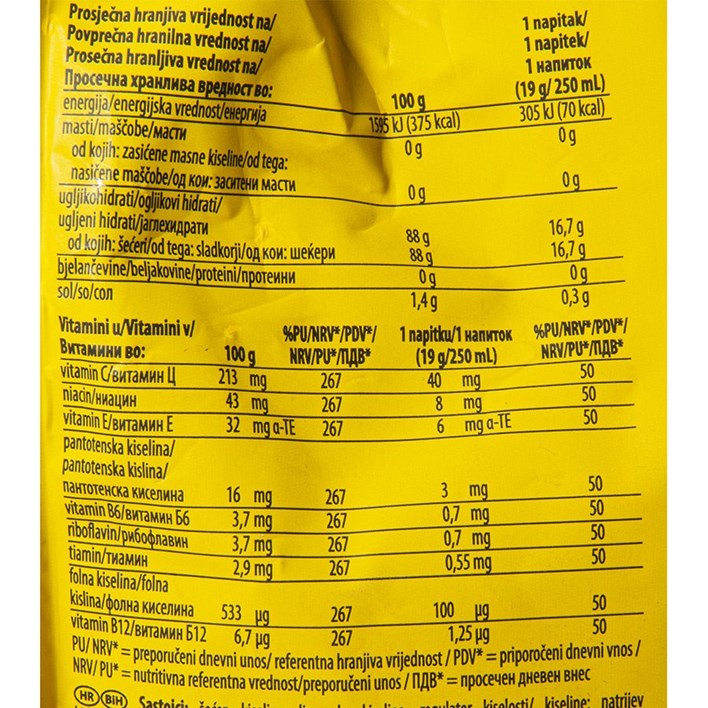 Prosječna hranjiva vrijednost na/
Povprečna hranilna vrednost na/
Prosečna hranljiva vrednost na/
Просечна хранлива вредност во:
100 g
1 napitak/
1 napitek/
1 напиток
(19 g/ 250 mL)
energija/energijska vrednost/енергија 1595 kJ (375 kcal) 305 kJ (70 kcal)
masti/maščobe/масти 0 g 0 g
od kojih: zasićene masne kiseline/od tega:
nasičene maščobe/од кои: заситени масти 0 g 0 g
ugljikohidrati/ogljikovi hidrati/
ugljeni hidrati/јаглехидрати 88 g 16,7 g
od kojih: šećeri/od tega: sladkorji/од кои: шеќери 88 g 16,7 g
bjelančevine/beljakovine/proteini/протеини 0 g 0 g
sol/so/сол 1,4 g 0,3 g
Vitamini u/Vitamini v/ %PU/NRV*/PDV*/ 1 napitku/1 напиток %PU/NRV*/PDV*/
Витамини во: 100 g NRV/PU*/ПДВ* (19 g/250 mL) NRV/PU*/ПДВ*
vitamin C/витамин Ц 213 mg 267 40 mg 50
niacin/ниацин 43 mg 267 8 mg 50
vitamin E/витамин Е 32 mg α-TE 267 6 mg α-TE 50
pantotenska kiselina/
pantotenska kislina/
пантотенска киселина 16 mg 267 3 mg 50
vitamin B6/витамин Б6 3,7 mg 267 0,7 mg 50
riboflavin/рибофлавин 3,7 mg 267 0,7 mg 50
tiamin/тиамин 2,9 mg 267 0,55 mg 50
folna kiselina/folna
kislina/фолна киселина 533 µg 267 100 µg 50
vitamin B12/витамин Б12 6,7 µg 267 1,25 µg 50
PU/ NRV* = preporučeni dnevni unos/ referentna hranjiva vrijednost / PDV* = priporočeni dnevni vnos /
NRV/ PU* = nutritivna referentna vrednost/preporučeni unos / ПДВ* = просечен дневен внес
HR BIH Sastojci: kiselosti/ kiseline: natrijev